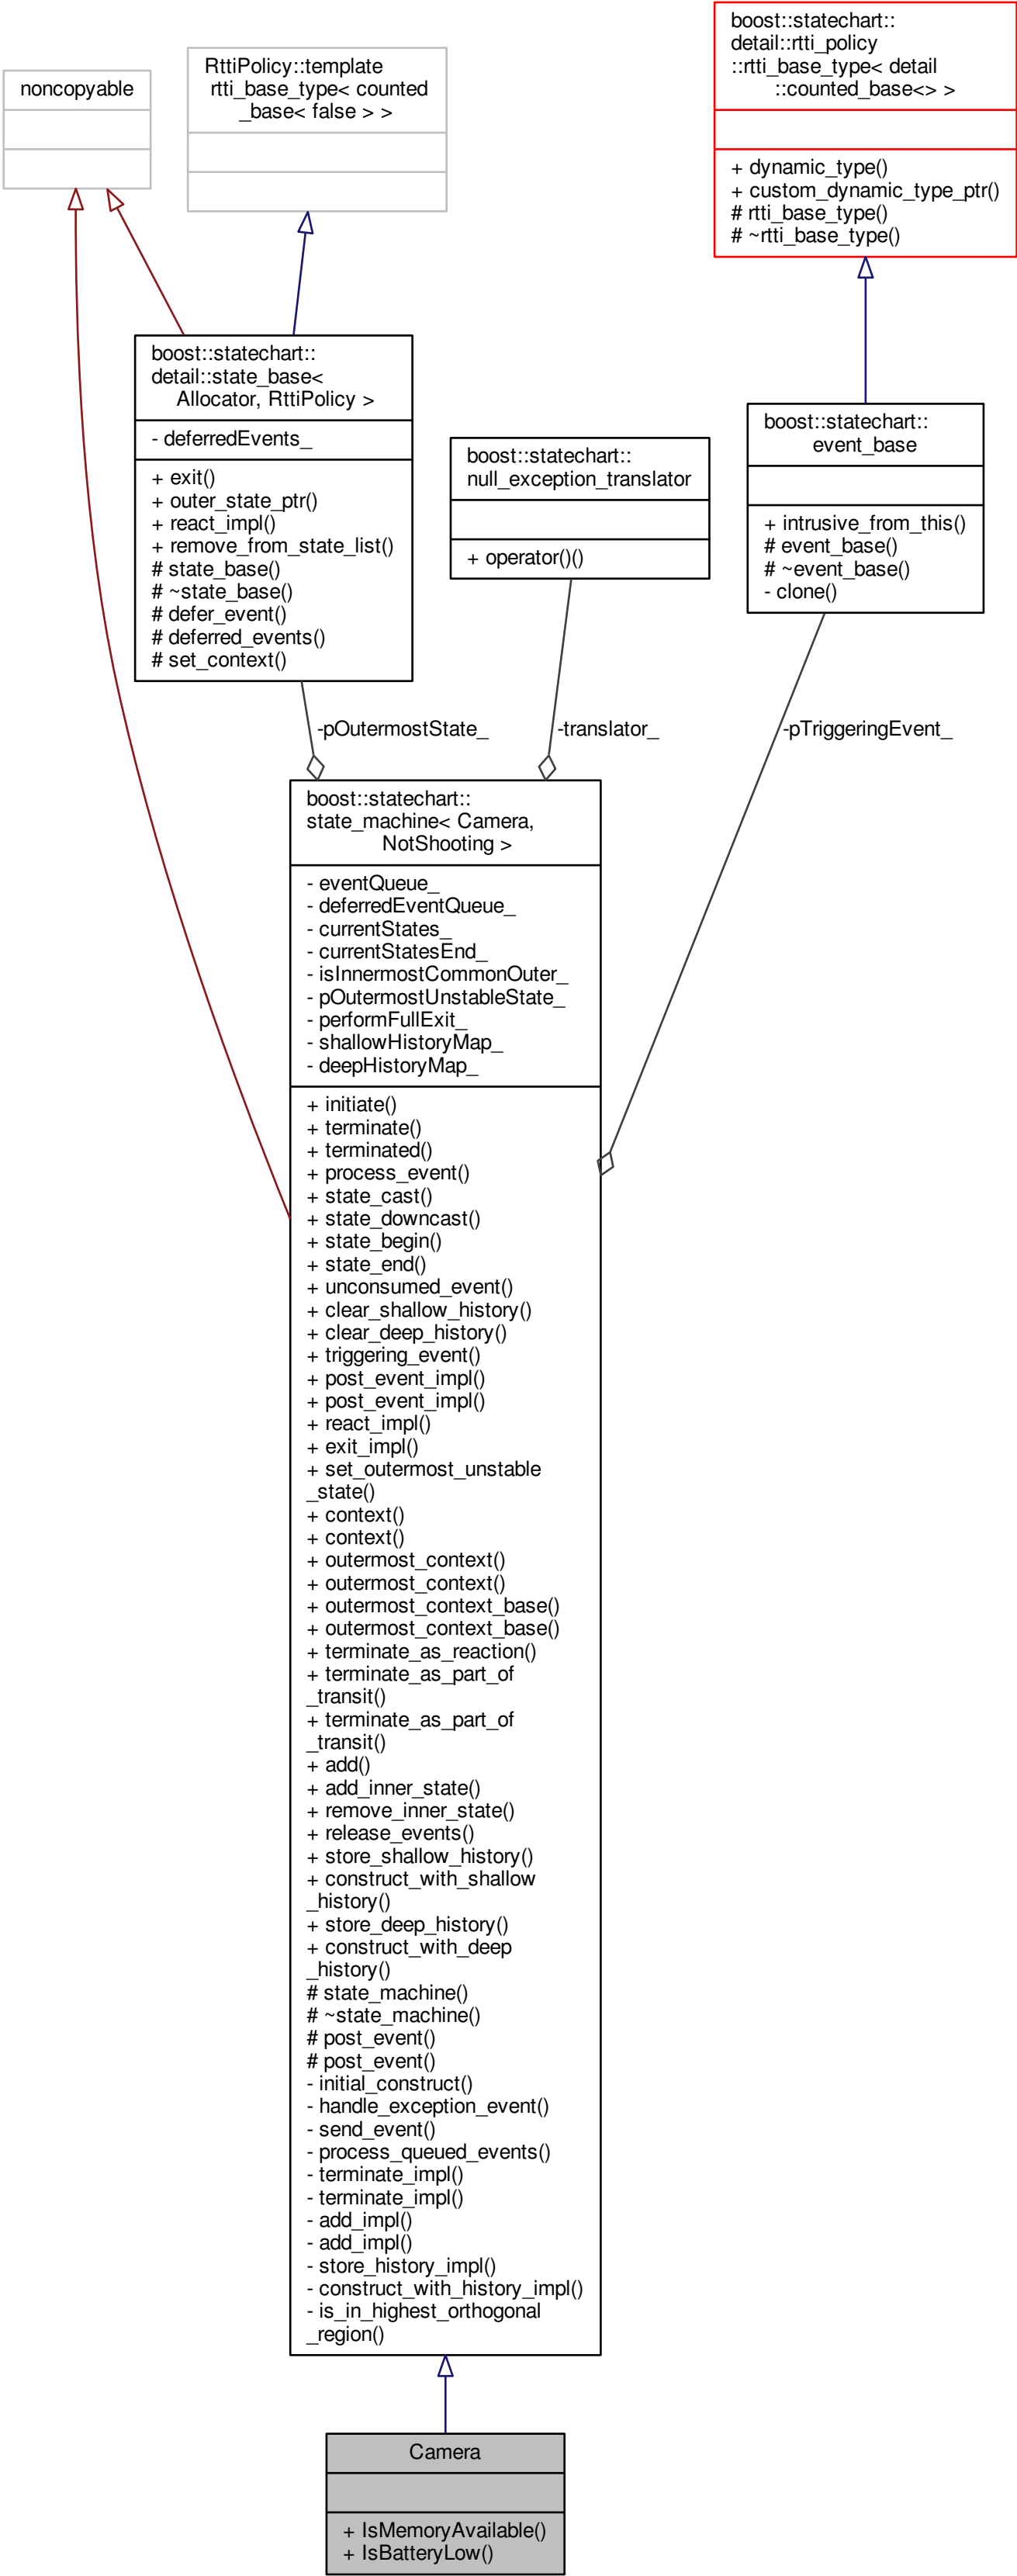 boost::statechart::
detail::rtti_policy
::rtti_base_type< detail
::counted_base<> >
+ dynamic_type()
+ custom_dynamic_type_ptr()
# rtti_base_type()
# ~rtti_base_type()
RttiPolicy::template
rtti_base_type< counted
_base< false > >
noncopyable
boost::statechart::
detail::state_base<
Allocator, RttiPolicy >
- deferredEvents_
+ exit()
+ outer_state_ptr()
+ react_impl()
+ remove_from_state_list()
# state_base()
# ~state_base()
# defer_event()
# deferred_events()
# set_context()
boost::statechart::
null_exception_translator
+ operator()()
boost::statechart::
event_base
+ intrusive_from_this()
# event_base()
# ~event_base()
- clone()
-pOutermostState_
-translator_
-pTriggeringEvent_
boost::statechart::
state_machine< Camera,
NotShooting >
- eventQueue_
- deferredEventQueue_
- currentStates_
- currentStatesEnd_
- isInnermostCommonOuter_
- pOutermostUnstableState_
- performFullExit_
- shallowHistoryMap_
- deepHistoryMap_
+ initiate()
+ terminate()
+ terminated()
+ process_event()
+ state_cast()
+ state_downcast()
+ state_begin()
+ state_end()
+ unconsumed_event()
+ clear_shallow_history()
+ clear_deep_history()
+ triggering_event()
+ post_event_impl()
+ post_event_impl()
+ react_impl()
+ exit_impl()
+ set_outermost_unstable
_state()
+ context()
+ context()
+ outermost_context()
+ outermost_context()
+ outermost_context_base()
+ outermost_context_base()
+ terminate_as_reaction()
+ terminate_as_part_of
_transit()
+ terminate_as_part_of
_transit()
+ add()
+ add_inner_state()
+ remove_inner_state()
+ release_events()
+ store_shallow_history()
+ construct_with_shallow
_history()
+ store_deep_history()
+ construct_with_deep
_history()
# state_machine()
# ~state_machine()
# post_event()
# post_event()
- initial_construct()
- handle_exception_event()
- send_event()
- process_queued_events()
- terminate_impl()
- terminate_impl()
- add_impl()
- add_impl()
- store_history_impl()
- construct_with_history_impl()
- is_in_highest_orthogonal
_region()
Camera
+ IsMemoryAvailable()
+ IsBatteryLow()